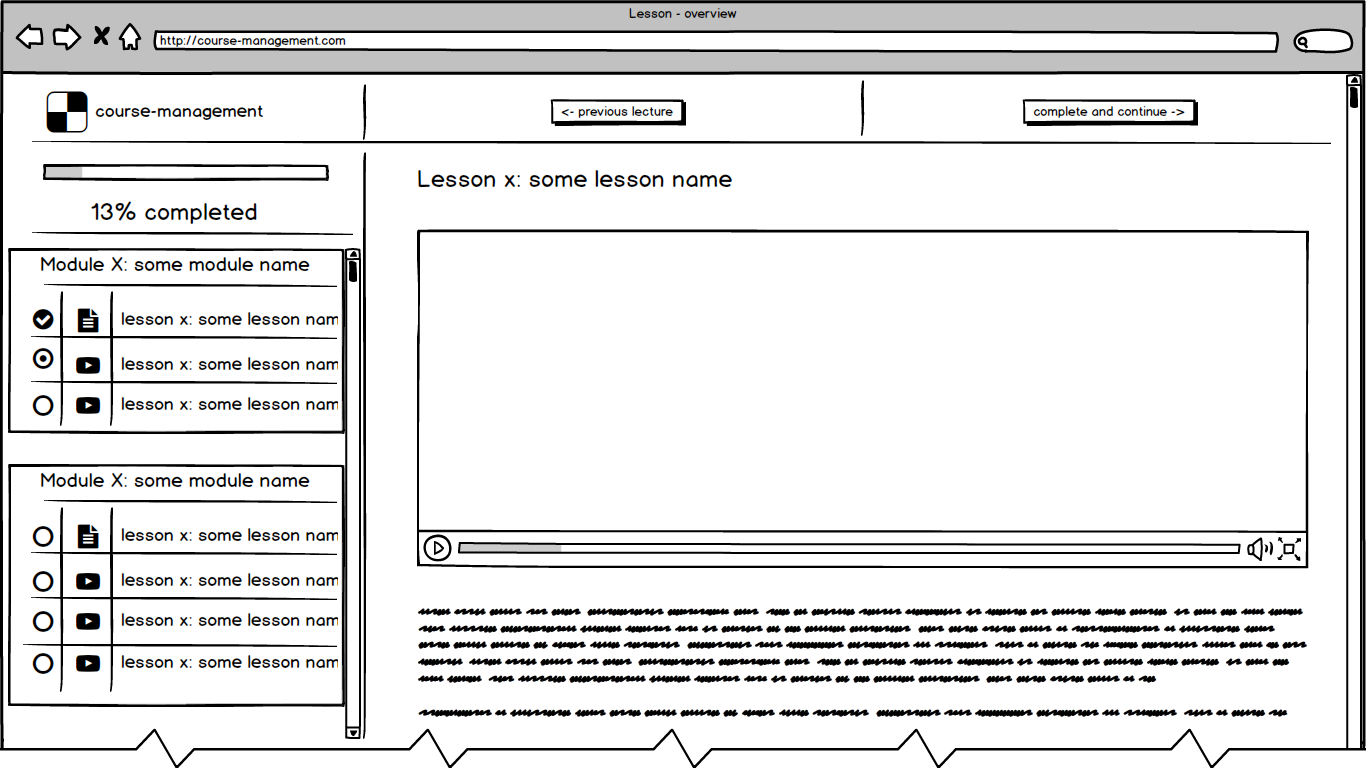 Lesson - overview
http://course-management.com
course-management
<- previous lecture
complete and continue ->
13% completed
Module X: some module name
lesson x: some lesson nam
lesson x: some lesson nam
lesson x: some lesson nam
Module X: some module name
lesson x: some lesson nam
lesson x: some lesson nam
lesson x: some lesson nam
lesson x: some lesson nam
Lesson x: some lesson name